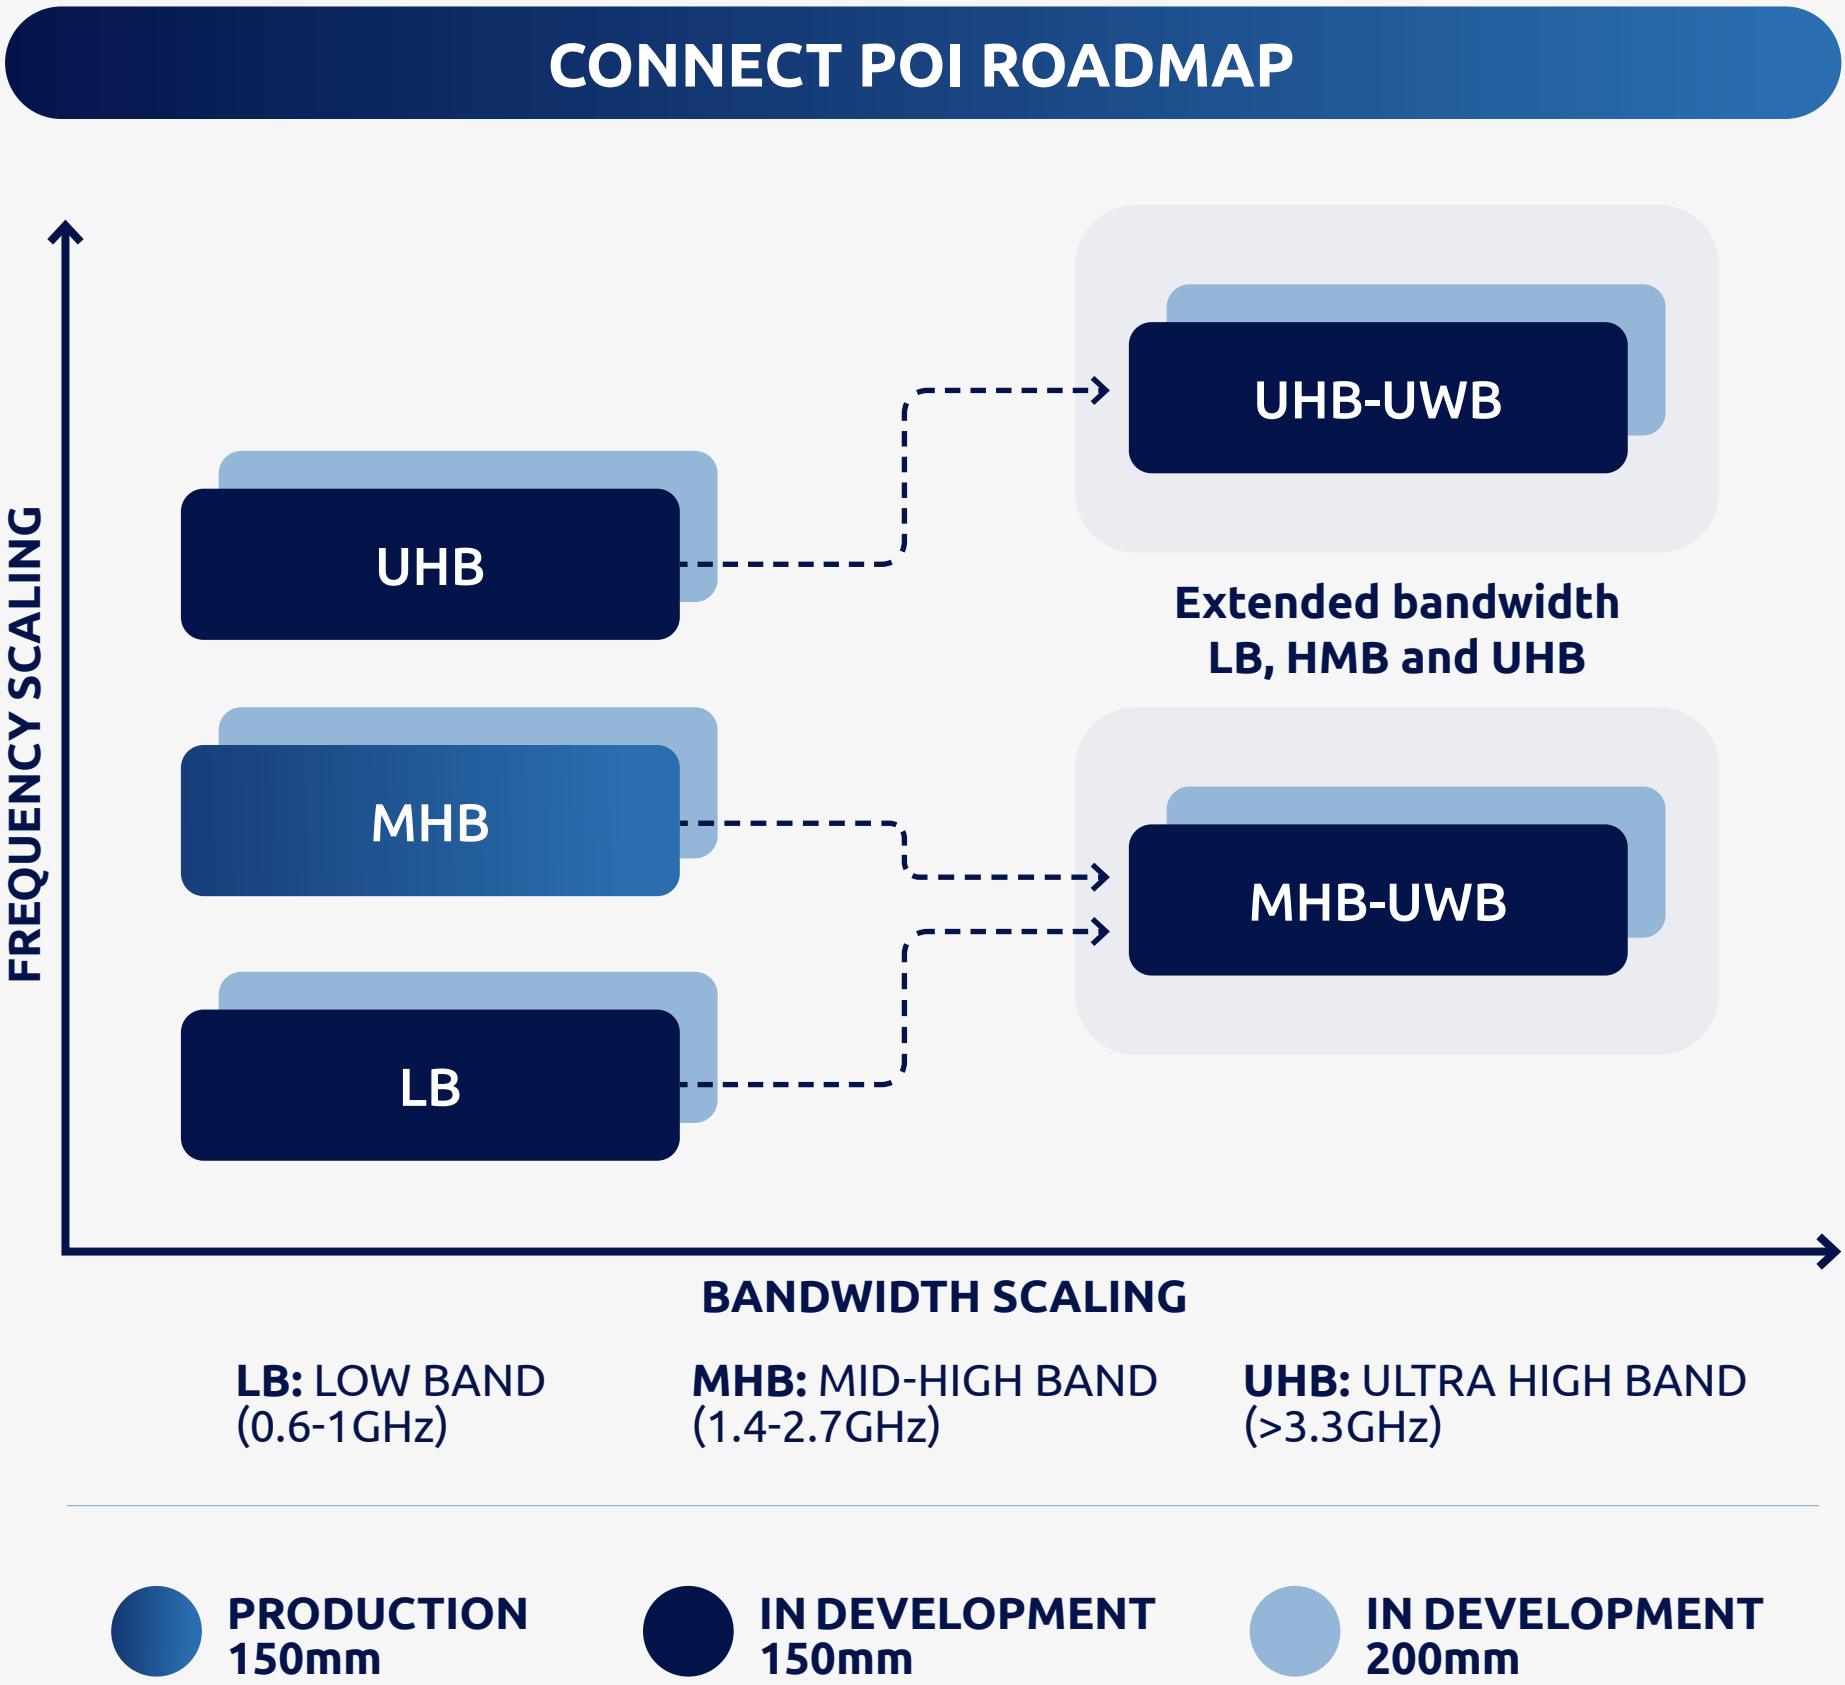 CONNECT POI ROADMAP
FREQUENCY SCALING
UHB-UWB
UHB
Extended bandwidth
LB, HMB and UHB
MHB
MHB-UWB
LB
BANDWIDTH SCALING
LB: LOW BAND
(0.6-1GHz)
MHB: MID-HIGH BAND
(1.4-2.7GHz)
UHB: ULTRA HIGH BAND
(>3.3GHz)
PRODUCTION
150mm
IN DEVELOPMENT
150mm
IN DEVELOPMENT
200mm